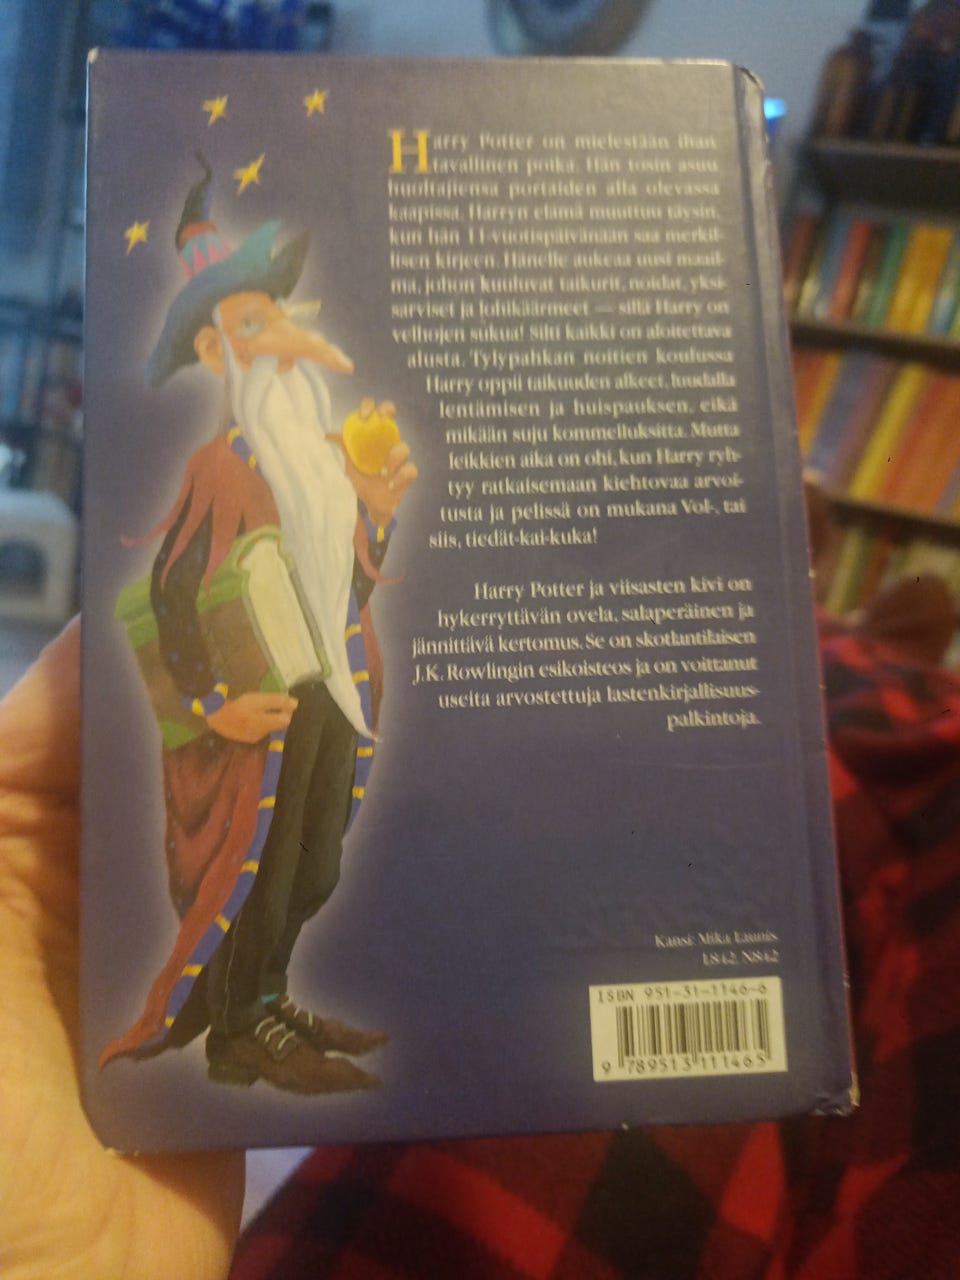 Harry Potter on mielestään ihan
tavallinen poika. Hän tosin asuu
huoltajiensa portaiden alla olevassa
kaapissa. Harryn elämä muuttuu täysin,
kun hän 11-vuotispäivänään saa merkil-
lisen kirjeen. Hänelle aukeaa uusi maail-
ma, johon kuuluvat taikurit, noidat, yksi-
sarviset ja lohikäärmeet — sillä Harry on
velhojen sukua! Silti kaikki on aloitettava
alusta. Tylypahkan noitien koulussa
Harry oppii taikuuden alkeet, luudalla
lentämisen ja huispauksen, eikä
mikään suju kommelluksitta. Mutta
leikkien aika on ohi, kun Harry ryh-
tyy ratkaisemaan kiehtovaa arvoi-
tusta ja pelissä on mukana Vol-, tai
siis, tiedät-kai-kuka!
Harry Potter ja viisasten kivi on
hykerryttävän ovela, salaperäinen ja
jännittävä kertomus. Se on skotlantilaisen
J.K. Rowlingin esikoisteos ja on voittanut
useita arvostettuja lastenkirjallisuus-
palkintoja.
Kansi: Mika Launis
L84.2, N84.2
ISBN 951-31-1146-6
9 789513 111465